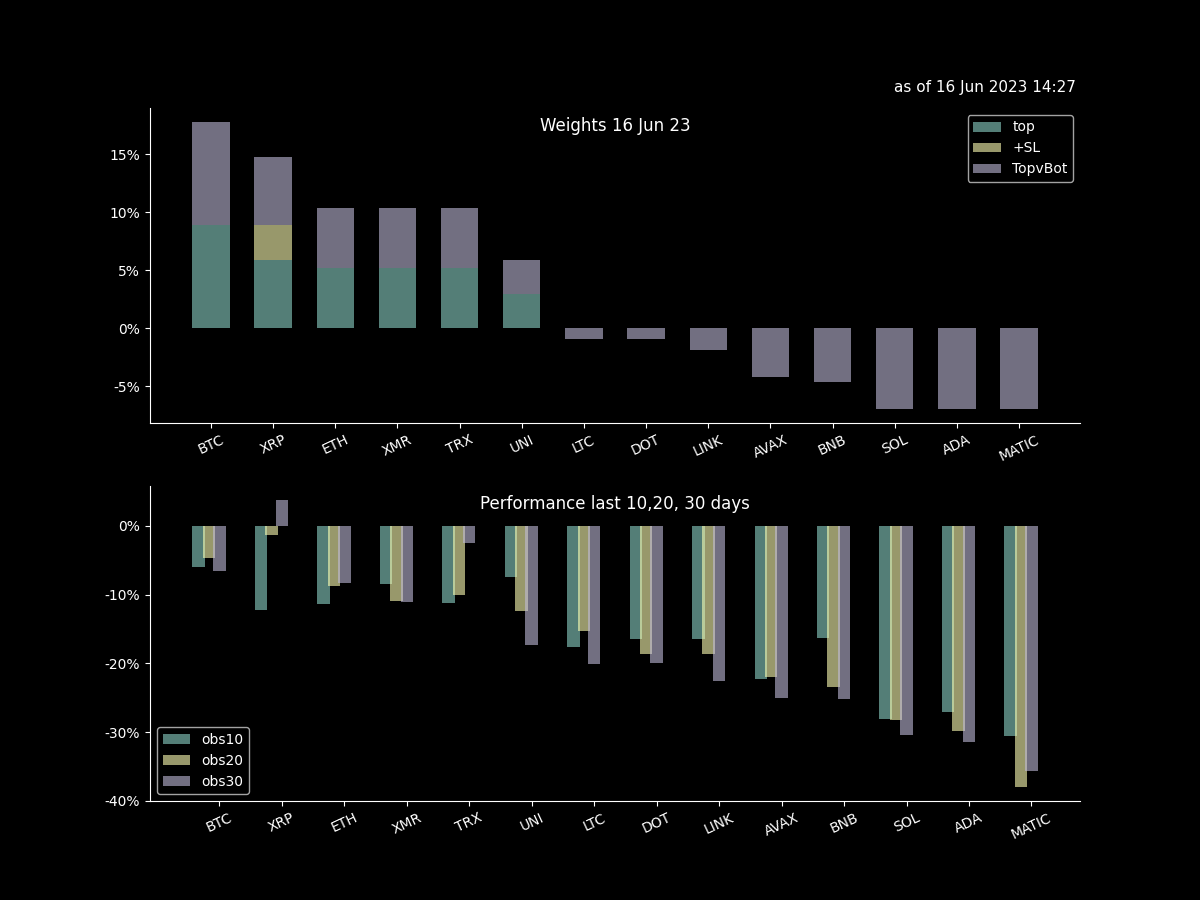 as of 16 Jun 2023 14:27
Weights 16 Jun 23
top
+SL
TopvBot
15%
10%
5%
0%
-5%
BTC XRP ETH XMR TRX UNI LTC DOT LINK AVAX BNB SOL ADA MATIC
Performance last 10,20, 30 days
0%
-10%
-20%
-30%
-40%
obs10
obs20
obs30
BTC XRP ETH XMR TRX UNI LTC DOT LINK AVAX BNB SOL ADA MATIC